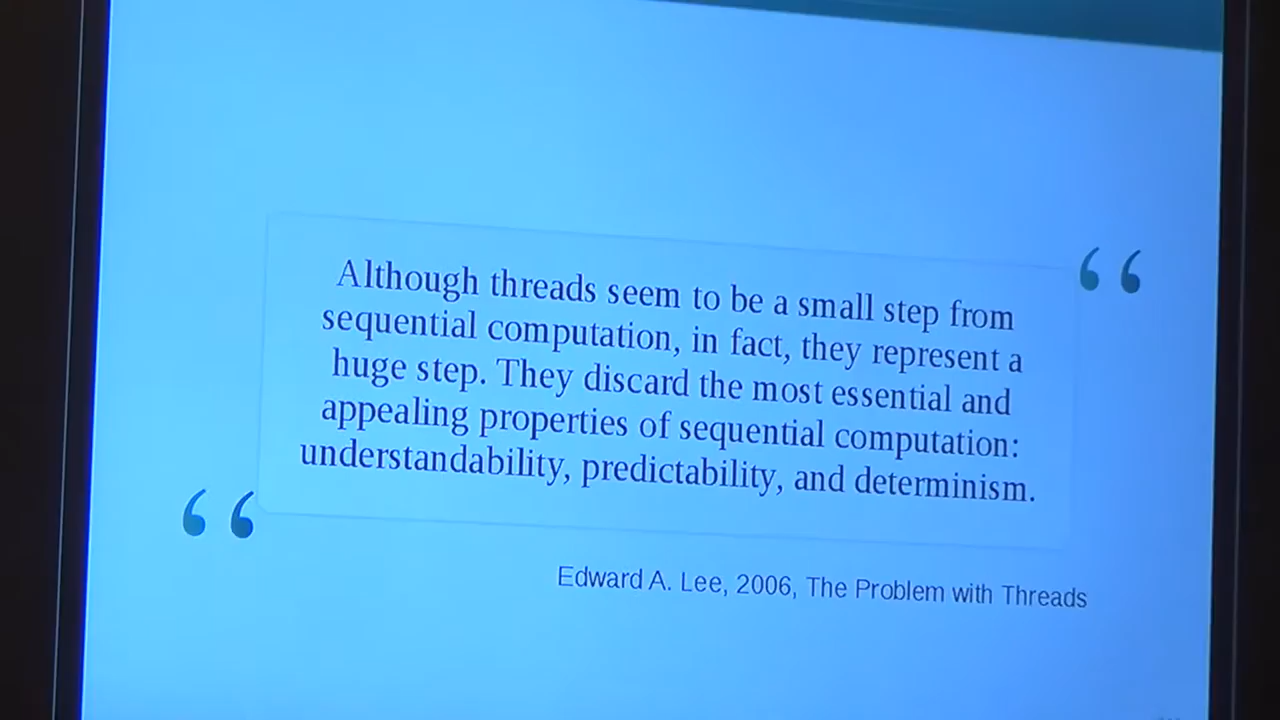 Although threads seem to be a small step from
sequential computation, in fact, they represent a
huge step. They discard the most essential and
appealing properties of sequential computation:
understandability, predictability, and determinism.
Edward A. Lee, 2006, The Problem with Threads